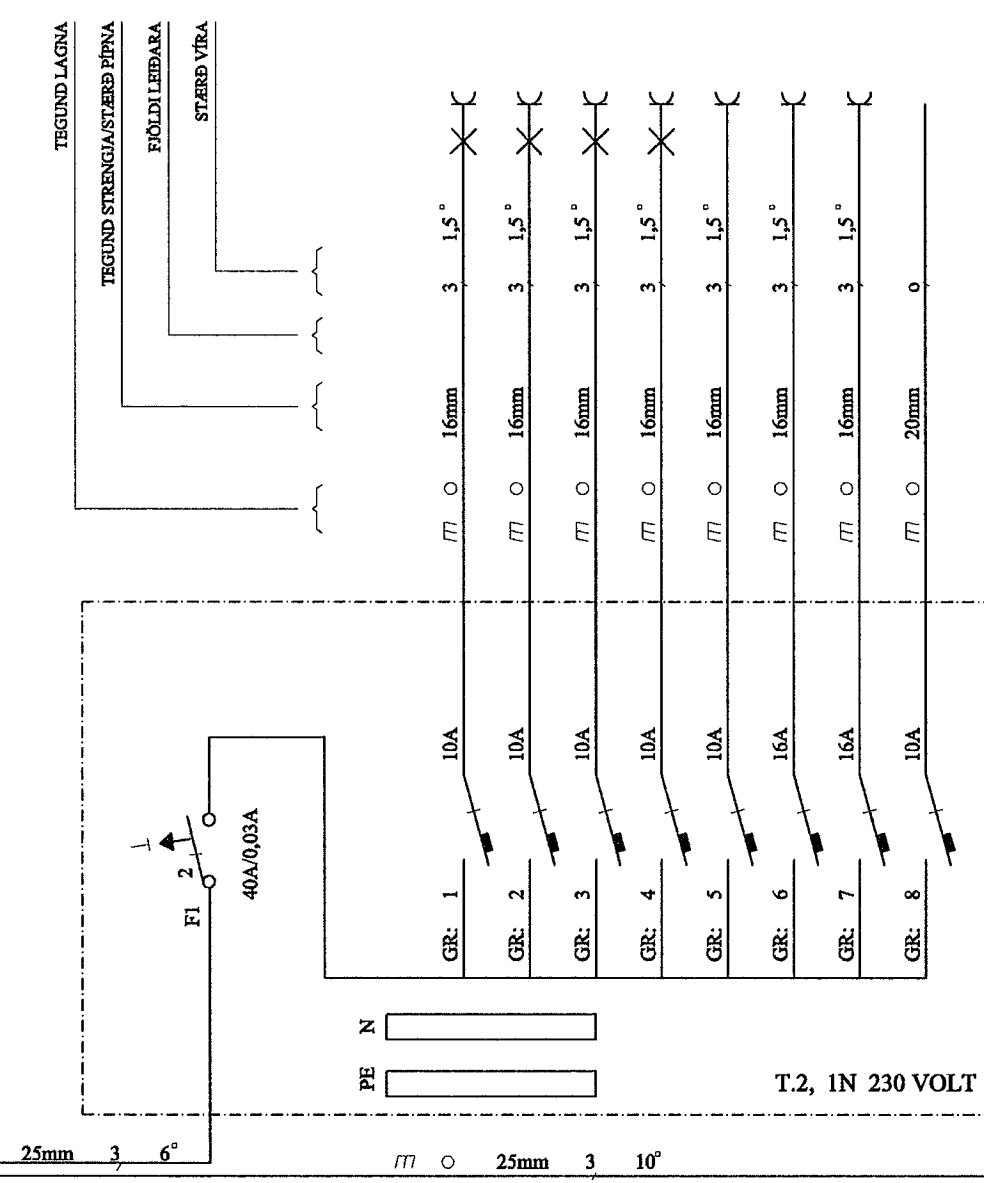 TEGUND LAGNA
TEGUND STRENGJA/STÆRÐ PÍPNA
FJÖLDI LEIÐARA
STÆRÐ VÍRA
1,5▫ 1,5▫ 1,5▫ 1,5▫ 1,5▫ 1,5▫ 1,5▫
3 3 3 3 3 3 3 o
16mm 16mm 16mm 16mm 16mm 16mm 16mm 20mm
10A 10A 10A 10A 10A 16A 16A 10A
F1 2
40A/0,03A
GR: 1
GR: 2
GR: 3
GR: 4
GR: 5
GR: 6
GR: 7
GR: 8
N
PE
T.2, 1N 230 VOLT
25mm 3 6▫
25mm 3 10▫